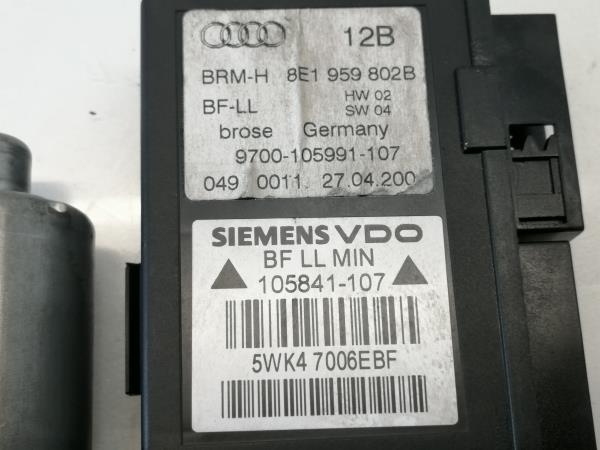 12B
BRM-H 8E1 959 802B
BF-LL HW 02
SW 04
brose Germany
9700-105991-107
049 0011 27.04.200
SIEMENS VDO
BF LL MIN
105841-107
5WK4 7006EBF